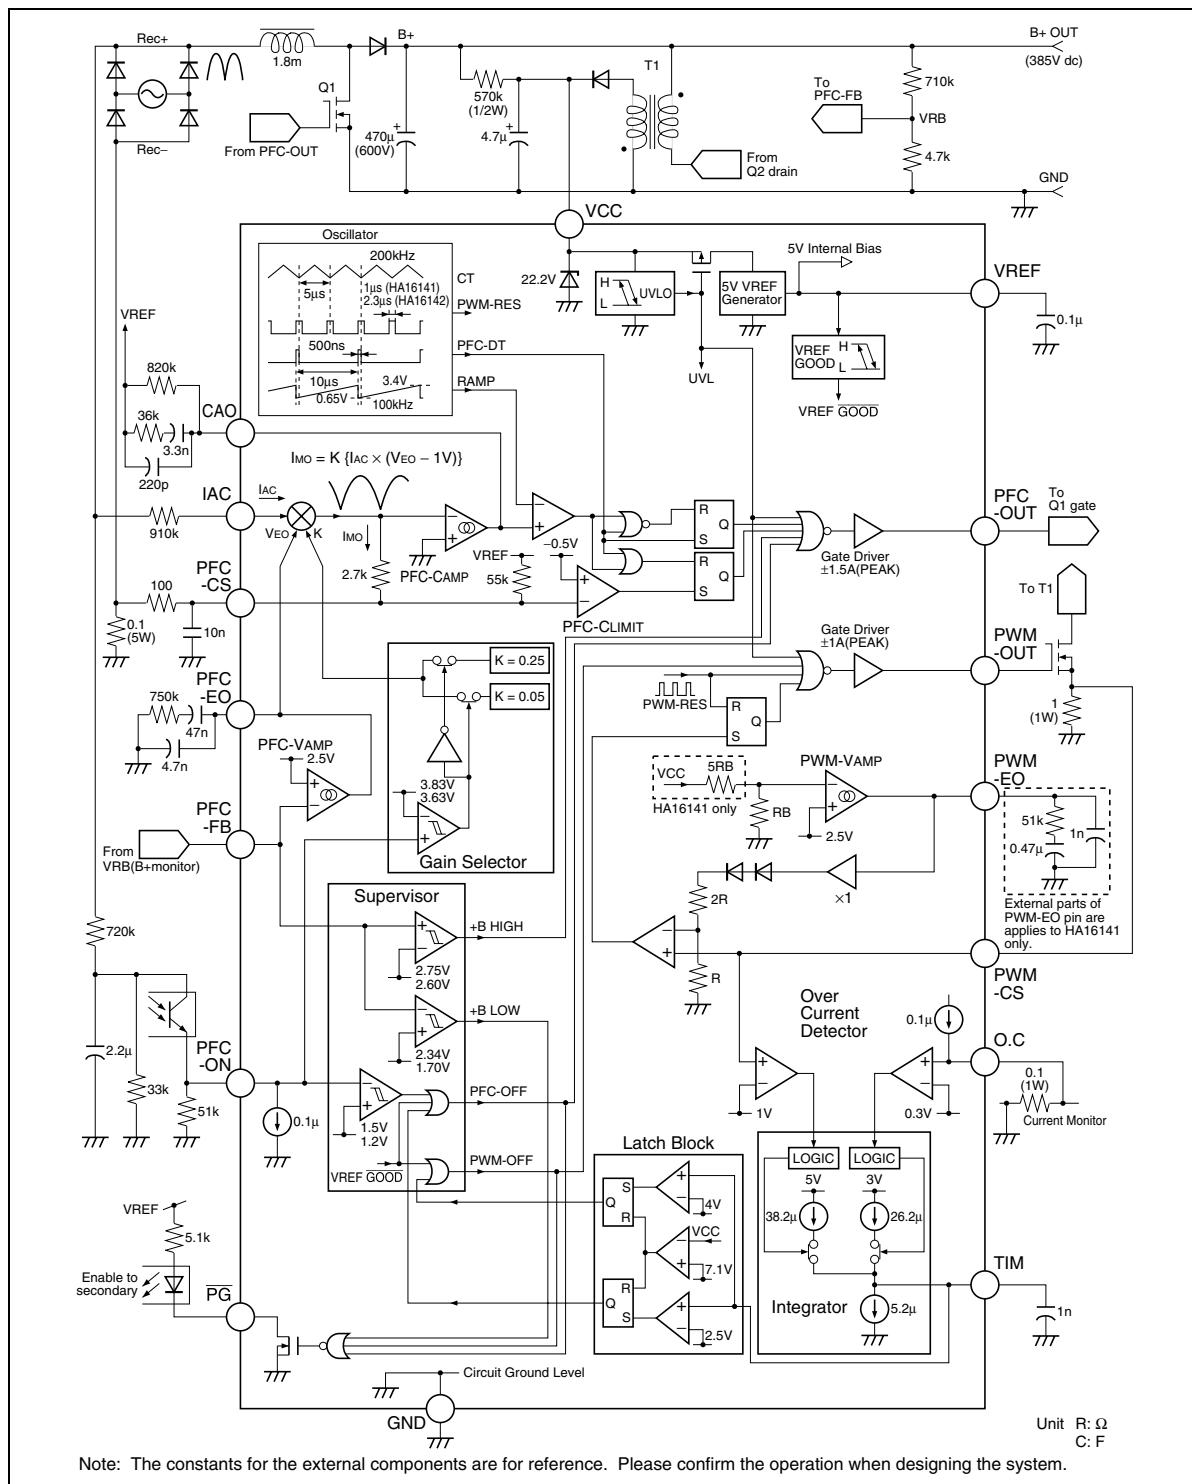 Rec+
1.8m
B+
T1
B+ OUT
(385V dc)
Q1
570k
(1/2W)
To
PFC-FB
710k
VRB
From PFC-OUT
Rec−
470µ
(600V)
4.7µ
From
Q2 drain
4.7k
GND
VCC
Oscillator
200kHz
CT
5µs
1µs (HA16141)
2.3µs (HA16142)
PWM-RES
500ns
PFC-DT
10µs
3.4V
RAMP
0.65V
100kHz
22.2V
H
L
UVLO
5V VREF
Generator
5V Internal Bias
VREF
0.1µ
VREF
GOOD
H
L
UVL
VREF GOOD
VREF
820k
CAO
36k
3.3n
220p
IMO = K {IAC × (VEO − 1V)}
IAC
IAC
910k
VEO
K
IMO
2.7k
PFC-CAMP
VREF
55k
−0.5V
PFC-CLIMIT
R
Q
S
R
Q
S
Gate Driver
±1.5A(PEAK)
PFC
-OUT
To
Q1 gate
PFC
-CS
100
0.1
(5W)
10n
To T1
Gate Driver
±1A(PEAK)
PWM
-OUT
1
(1W)
PFC
-EO
750k
47n
4.7n
K = 0.25
K = 0.05
PWM-RES
R
Q
S
PFC-VAMP
2.5V
3.83V
3.63V
Gain Selector
VCC
5RB
HA16141 only
RB
PWM-VAMP
2.5V
PWM
-EO
51k
1n
0.47µ
External parts of
PWM-EO pin are
applies to HA16141
only.
PFC
-FB
From
VRB(B+monitor)
×1
2R
R
PWM
-CS
Supervisor
+B HIGH
2.75V
2.60V
+B LOW
2.34V
1.70V
720k
2.2µ
33k
PFC
-ON
51k
0.1µ
1.5V
1.2V
PFC-OFF
VREF GOOD
PWM-OFF
Over
Current
Detector
0.1µ
O.C
0.1
(1W)
Current Monitor
1V
0.3V
Latch Block
Q
S
R
4V
VCC
7.1V
Q
R
S
2.5V
LOGIC
LOGIC
5V
3V
38.2µ
26.2µ
Integrator
5.2µ
TIM
1n
VREF
5.1k
Enable to
secondary
PG
Circuit Ground Level
GND
Unit R: Ω
C: F
Note: The constants for the external components are for reference. Please confirm the operation when designing the system.